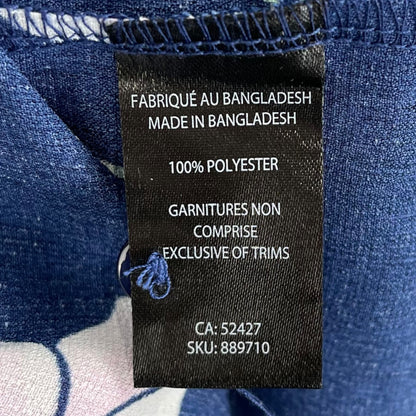 FABRIQUÉ AU BANGLADESH
MADE IN BANGLADESH
100% POLYESTER
GARNITURES NON
COMPRISE
EXCLUSIVE OF TRIMS
CA: 52427
SKU: 889710